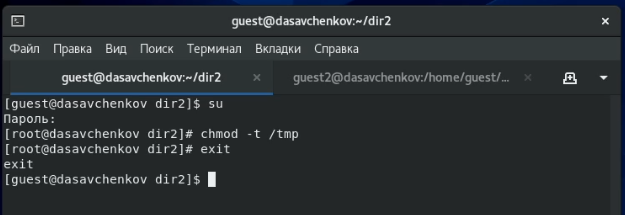 guest@dasavchenkov:~/dir2
Файл Правка Вид Поиск Терминал Вкладки Справка
guest@dasavchenkov:~/dir2 × guest2@dasavchenkov:/home/guest/... ×
[guest@dasavchenkov dir2]$ su
Пароль:
[root@dasavchenkov dir2]# chmod -t /tmp
[root@dasavchenkov dir2]# exit
exit
[guest@dasavchenkov dir2]$